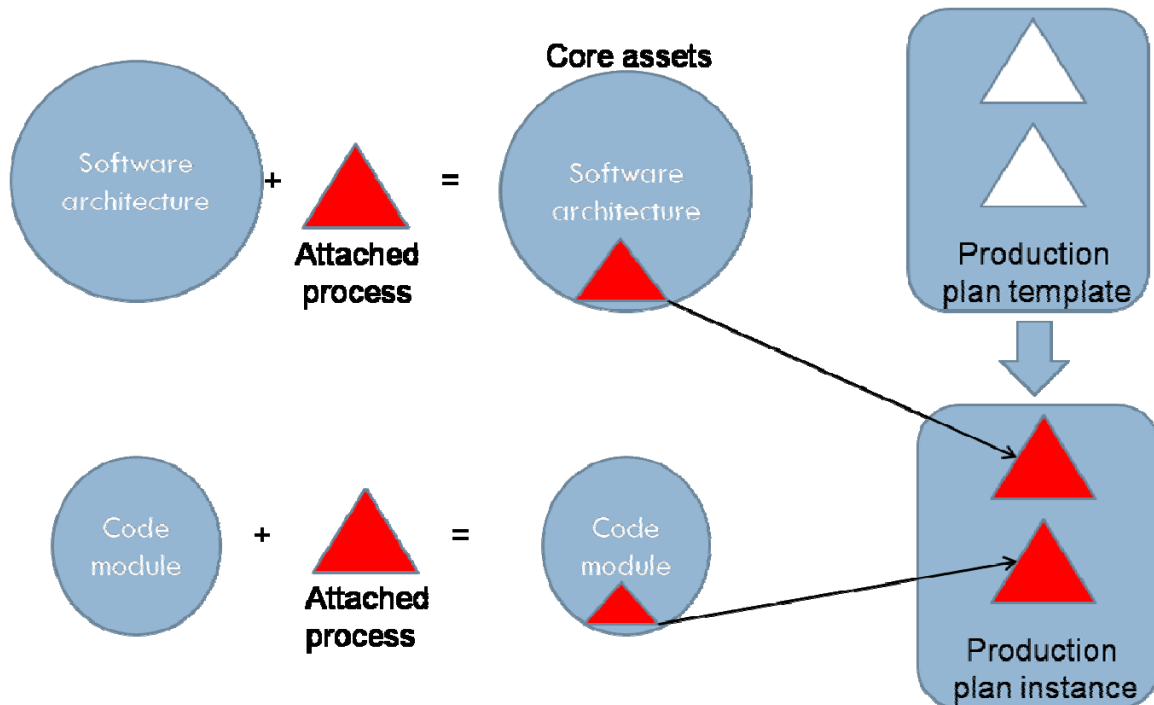 Core assets
Software
architecture
+
=
Software
architecture
Attached
process
Production
plan template
Code
module
+
=
Code
module
Attached
process
Production
plan instance